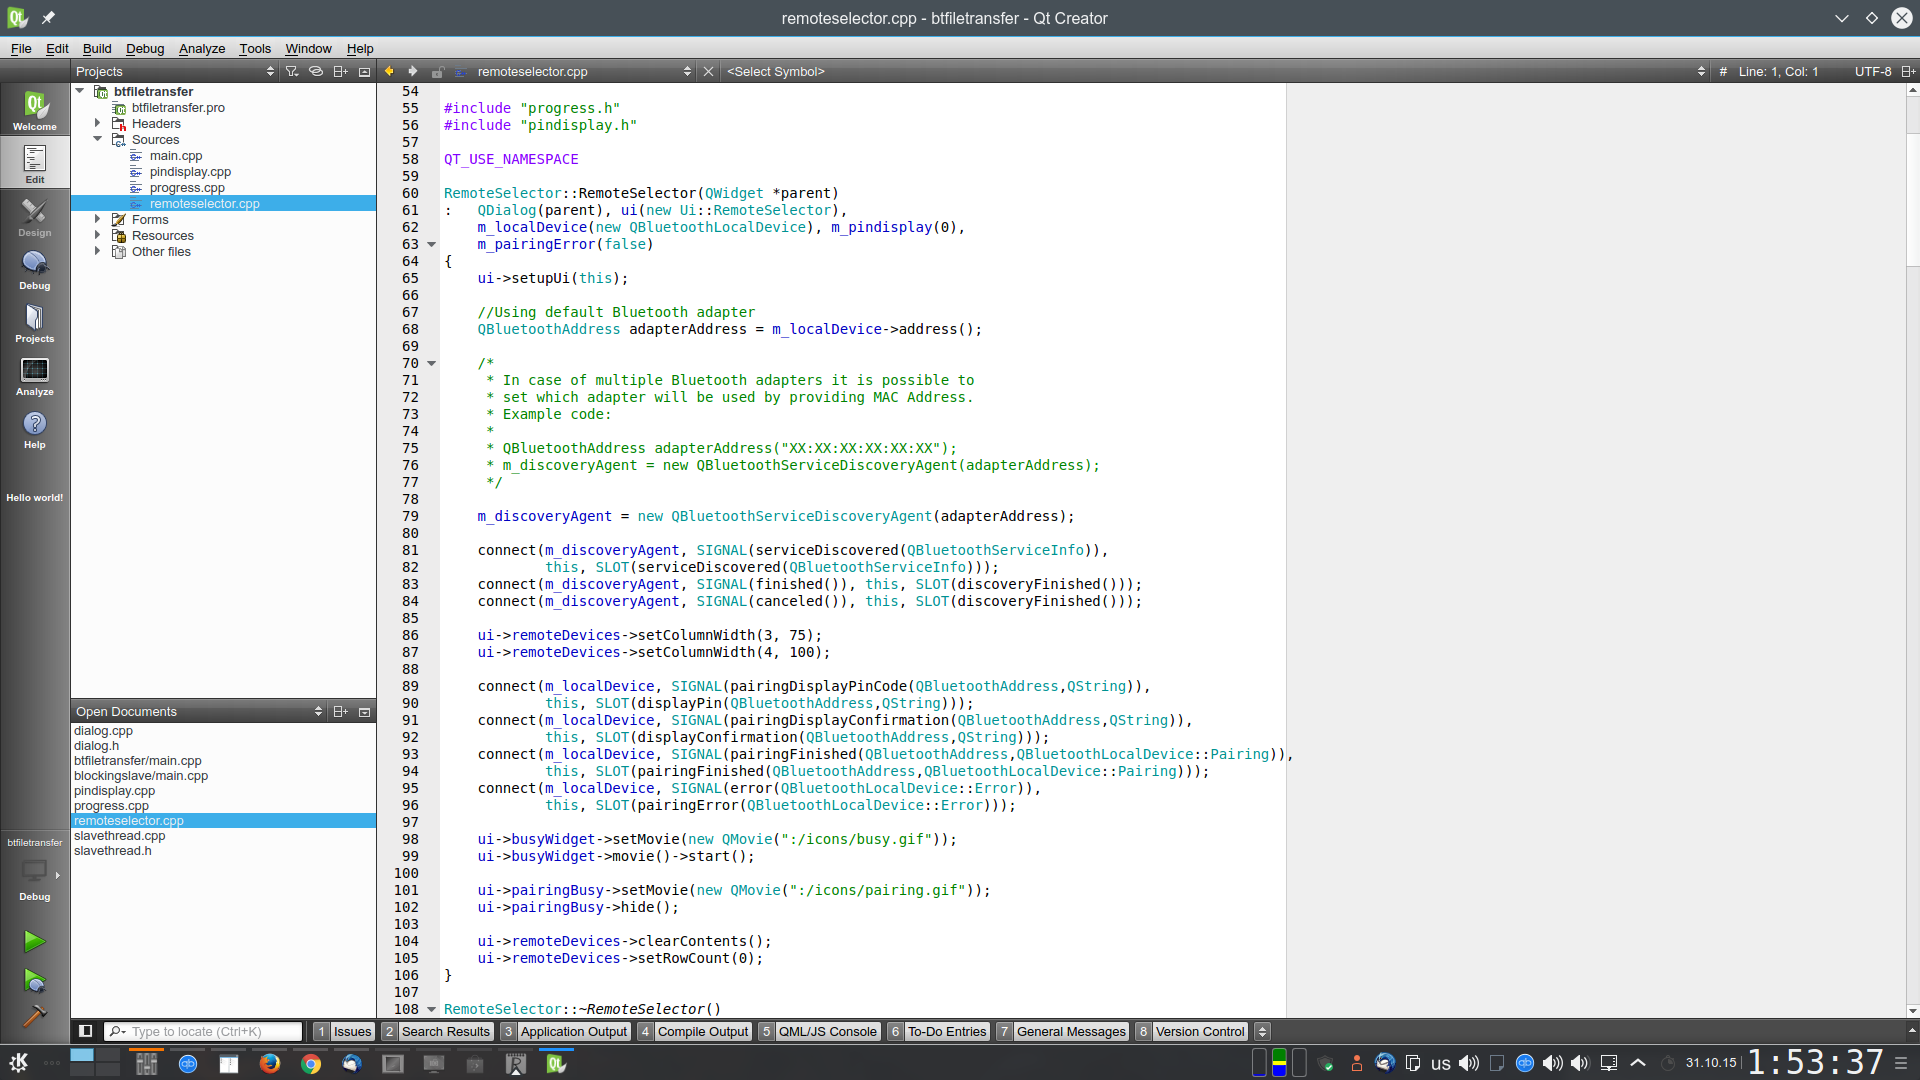 remoteselector.cpp - btfiletransfer - Qt Creator
File Edit Build Debug Analyze Tools Window Help
Projects
remoteselector.cpp
<Select Symbol>
# Line: 1, Col: 1
UTF-8
Welcome
Edit
Design
Debug
Projects
Analyze
Help
Hello world!
btfiletransfer
Debug
btfiletransfer
btfiletransfer.pro
Headers
Sources
main.cpp
pindisplay.cpp
progress.cpp
remoteselector.cpp
Forms
Resources
Other files
Open Documents
dialog.cpp
dialog.h
btfiletransfer/main.cpp
blockingslave/main.cpp
pindisplay.cpp
progress.cpp
remoteselector.cpp
slavethread.cpp
slavethread.h
54
55 #include "progress.h"
56 #include "pindisplay.h"
57
58 QT_USE_NAMESPACE
59
60 RemoteSelector::RemoteSelector(QWidget *parent)
61 :   QDialog(parent), ui(new Ui::RemoteSelector),
62     m_localDevice(new QBluetoothLocalDevice), m_pindisplay(0),
63     m_pairingError(false)
64 {
65     ui->setupUi(this);
66
67     //Using default Bluetooth adapter
68     QBluetoothAddress adapterAddress = m_localDevice->address();
69
70     /*
71      * In case of multiple Bluetooth adapters it is possible to
72      * set which adapter will be used by providing MAC Address.
73      * Example code:
74      *
75      * QBluetoothAddress adapterAddress("XX:XX:XX:XX:XX:XX");
76      * m_discoveryAgent = new QBluetoothServiceDiscoveryAgent(adapterAddress);
77      */
78
79     m_discoveryAgent = new QBluetoothServiceDiscoveryAgent(adapterAddress);
80
81     connect(m_discoveryAgent, SIGNAL(serviceDiscovered(QBluetoothServiceInfo)),
82             this, SLOT(serviceDiscovered(QBluetoothServiceInfo)));
83     connect(m_discoveryAgent, SIGNAL(finished()), this, SLOT(discoveryFinished()));
84     connect(m_discoveryAgent, SIGNAL(canceled()), this, SLOT(discoveryFinished()));
85
86     ui->remoteDevices->setColumnWidth(3, 75);
87     ui->remoteDevices->setColumnWidth(4, 100);
88
89     connect(m_localDevice, SIGNAL(pairingDisplayPinCode(QBluetoothAddress,QString)),
90             this, SLOT(displayPin(QBluetoothAddress,QString)));
91     connect(m_localDevice, SIGNAL(pairingDisplayConfirmation(QBluetoothAddress,QString)),
92             this, SLOT(displayConfirmation(QBluetoothAddress,QString)));
93     connect(m_localDevice, SIGNAL(pairingFinished(QBluetoothAddress,QBluetoothLocalDevice::Pairing)),
94             this, SLOT(pairingFinished(QBluetoothAddress,QBluetoothLocalDevice::Pairing)));
95     connect(m_localDevice, SIGNAL(error(QBluetoothLocalDevice::Error)),
96             this, SLOT(pairingError(QBluetoothLocalDevice::Error)));
97
98     ui->busyWidget->setMovie(new QMovie(":/icons/busy.gif"));
99     ui->busyWidget->movie()->start();
100
101     ui->pairingBusy->setMovie(new QMovie(":/icons/pairing.gif"));
102     ui->pairingBusy->hide();
103
104     ui->remoteDevices->clearContents();
105     ui->remoteDevices->setRowCount(0);
106 }
107
108 RemoteSelector::~RemoteSelector()
Type to locate (Ctrl+K)
1 Issues 2 Search Results 3 Application Output 4 Compile Output 5 QML/JS Console 6 To-Do Entries 7 General Messages 8 Version Control
us
31.10.15
1:53:37